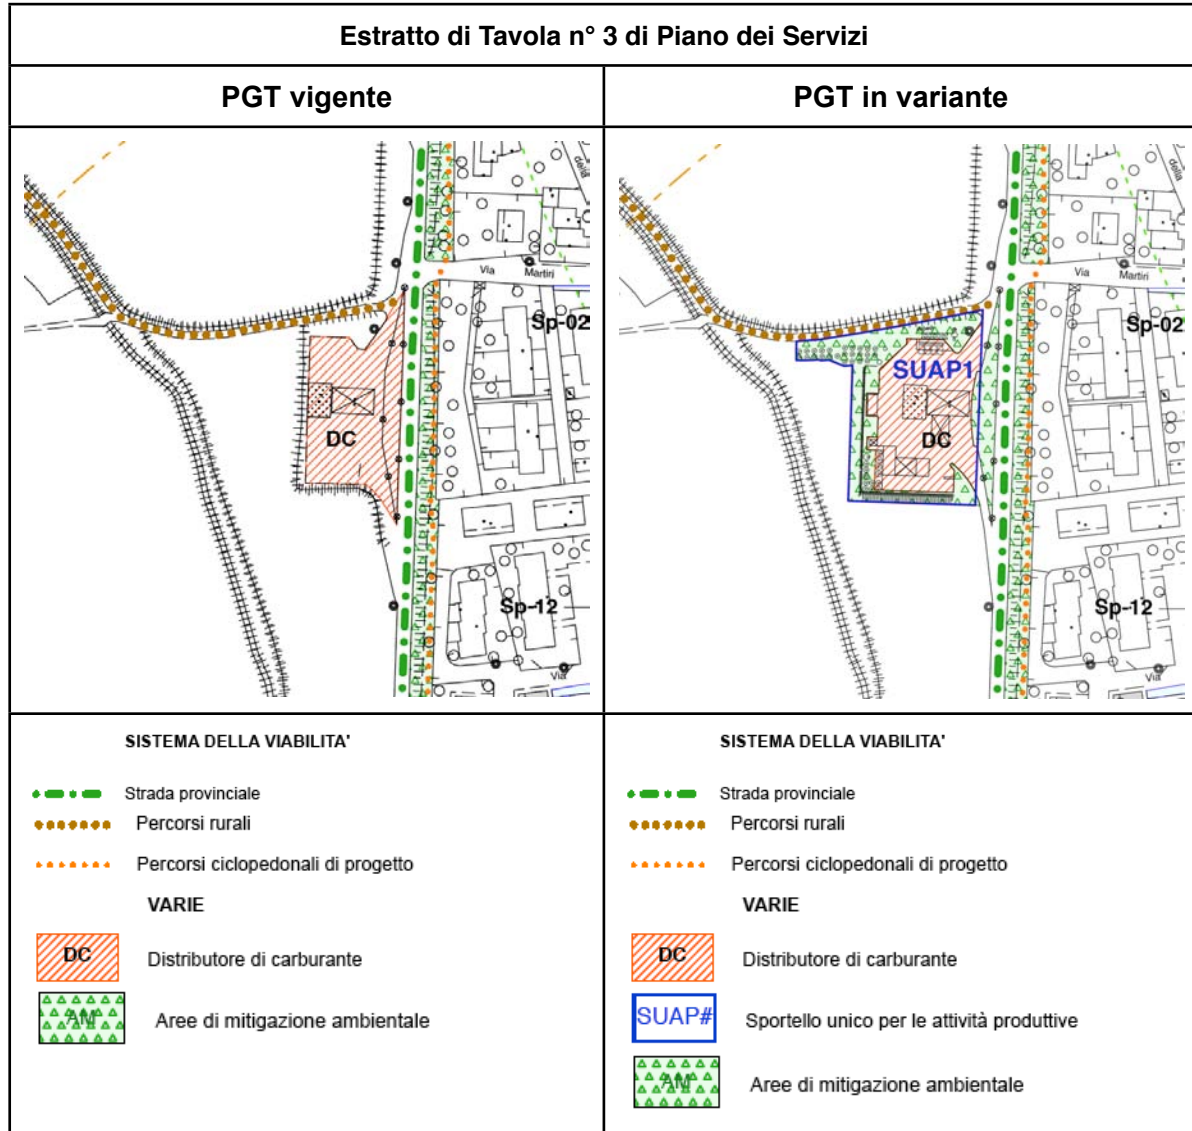 Estratto di Tavola n° 3 di Piano dei Servizi
PGT vigente
PGT in variante
della
Via Martiri
Sp-02
DC
Sp-12
Via
della
Via Martiri
Sp-02
SUAP1
DC
Sp-12
Via
SISTEMA DELLA VIABILITA'
Strada provinciale
Percorsi rurali
Percorsi ciclopedonali di progetto
VARIE
DC Distributore di carburante
AM Aree di mitigazione ambientale
SISTEMA DELLA VIABILITA'
Strada provinciale
Percorsi rurali
Percorsi ciclopedonali di progetto
VARIE
DC Distributore di carburante
SUAP# Sportello unico per le attività produttive
AM Aree di mitigazione ambientale